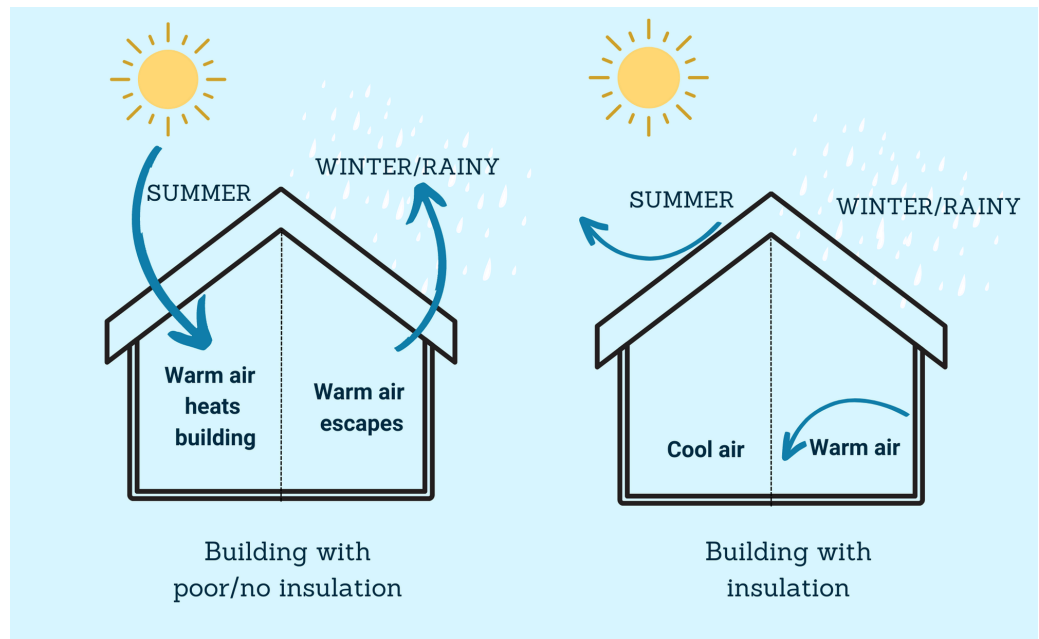 SUMMER
WINTER/RAINY
Warm air
heats
building
Warm air
escapes
Building with
poor/no insulation
SUMMER
WINTER/RAINY
Cool air
Warm air
Building with
insulation